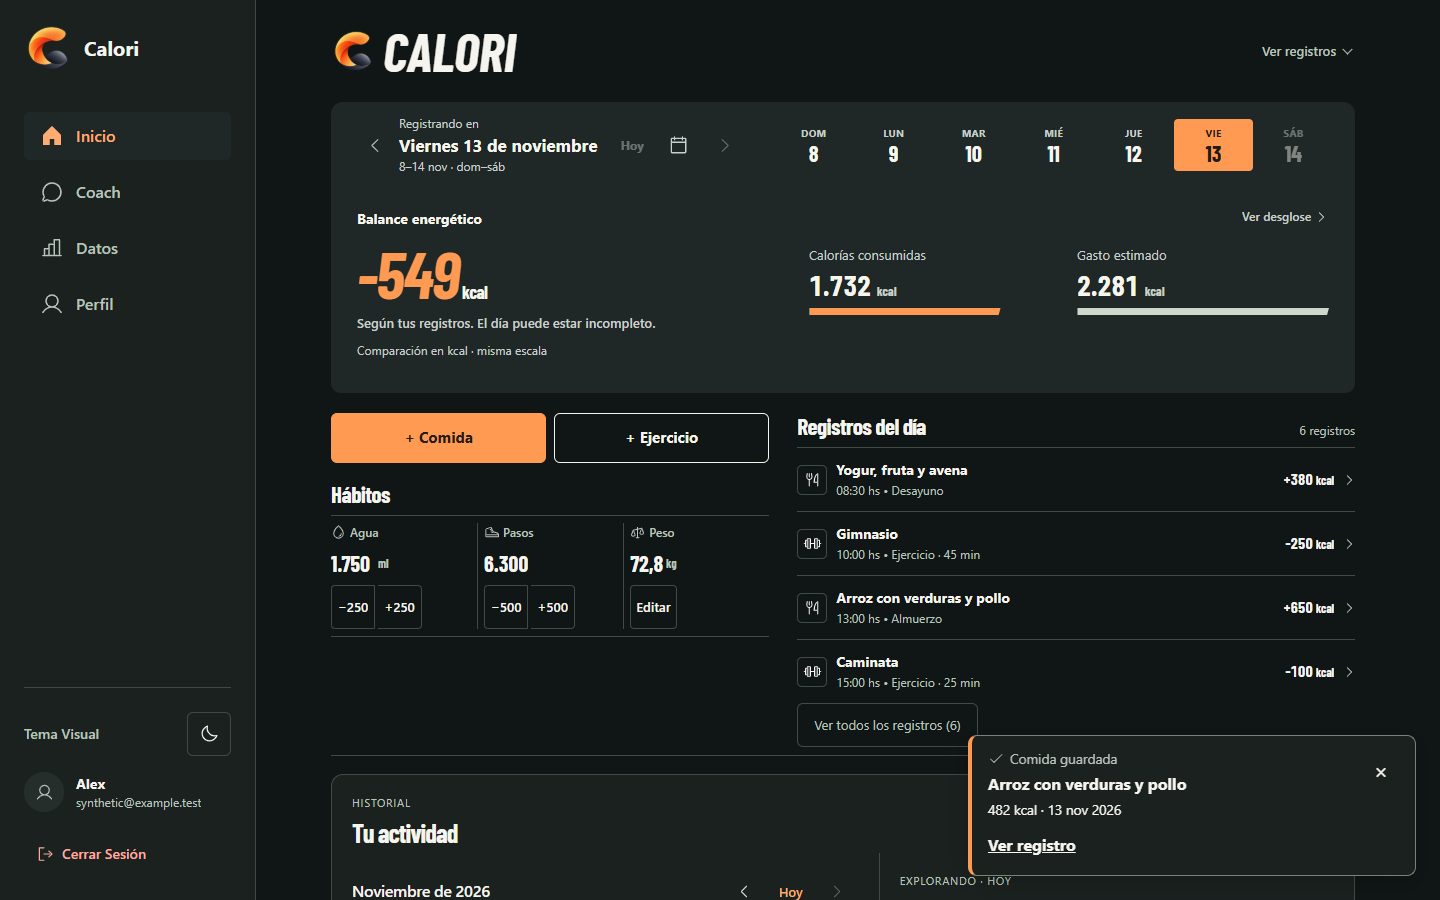 Calori
Inicio
Coach
Datos
Perfil
Tema Visual
Alex
synthetic@example.test
Cerrar Sesión
CALORI
Ver registros
Registrando en
Viernes 13 de noviembre
Hoy
8–14 nov · dom–sáb
DOM
8
LUN
9
MAR
10
MIÉ
11
JUE
12
VIE
13
SÁB
14
Balance energético
Ver desglose
-549 kcal
Según tus registros. El día puede estar incompleto.
Comparación en kcal · misma escala
Calorías consumidas
1.732 kcal
Gasto estimado
2.281 kcal
+ Comida
+ Ejercicio
Hábitos
Agua
1.750 ml
−250
+250
Pasos
6.300
−500
+500
Peso
72,8 kg
Editar
Registros del día
6 registros
Yogur, fruta y avena
08:30 hs • Desayuno
+380 kcal
Gimnasio
10:00 hs • Ejercicio · 45 min
-250 kcal
Arroz con verduras y pollo
13:00 hs • Almuerzo
+650 kcal
Caminata
15:00 hs • Ejercicio · 25 min
-100 kcal
Ver todos los registros (6)
HISTORIAL
Tu actividad
Noviembre de 2026
Hoy
EXPLORANDO · HOY
Comida guardada
Arroz con verduras y pollo
482 kcal · 13 nov 2026
Ver registro